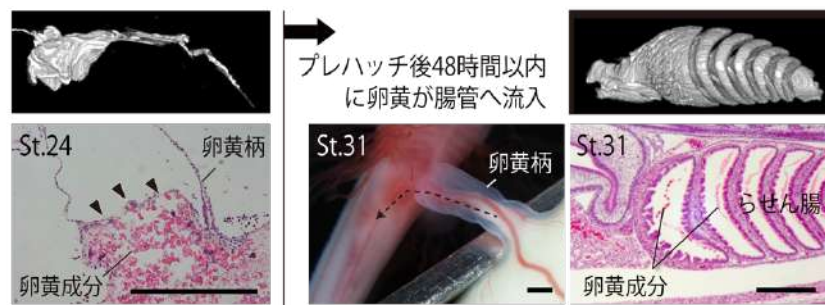 プレハッチ後48時間以内
に卵黄が腸管へ流入
St.24
卵黄柄
卵黄成分
St.31
卵黄柄
St.31
らせん腸
卵黄成分